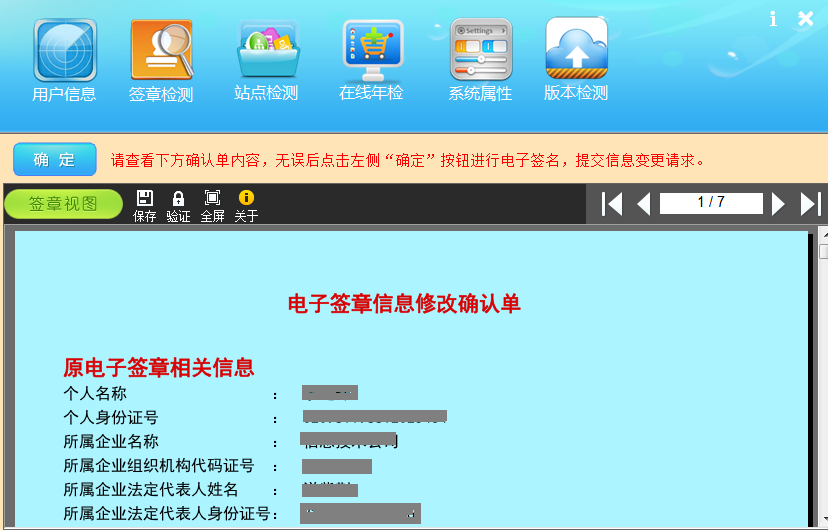 Settings
用户信息
签章检测
站点检测
在线年检
系统属性
版本检测
确 定
请查看下方确认单内容，无误后点击左侧“确定”按钮进行电子签名，提交信息变更请求。
签章视图
保存
验证
全屏
关于
1 / 7
电子签章信息修改确认单
原电子签章相关信息
个人名称 ：
个人身份证号 ：
所属企业名称 ：
所属企业组织机构代码证号 ：
所属企业法定代表人姓名 ：
所属企业法定代表人身份证号：